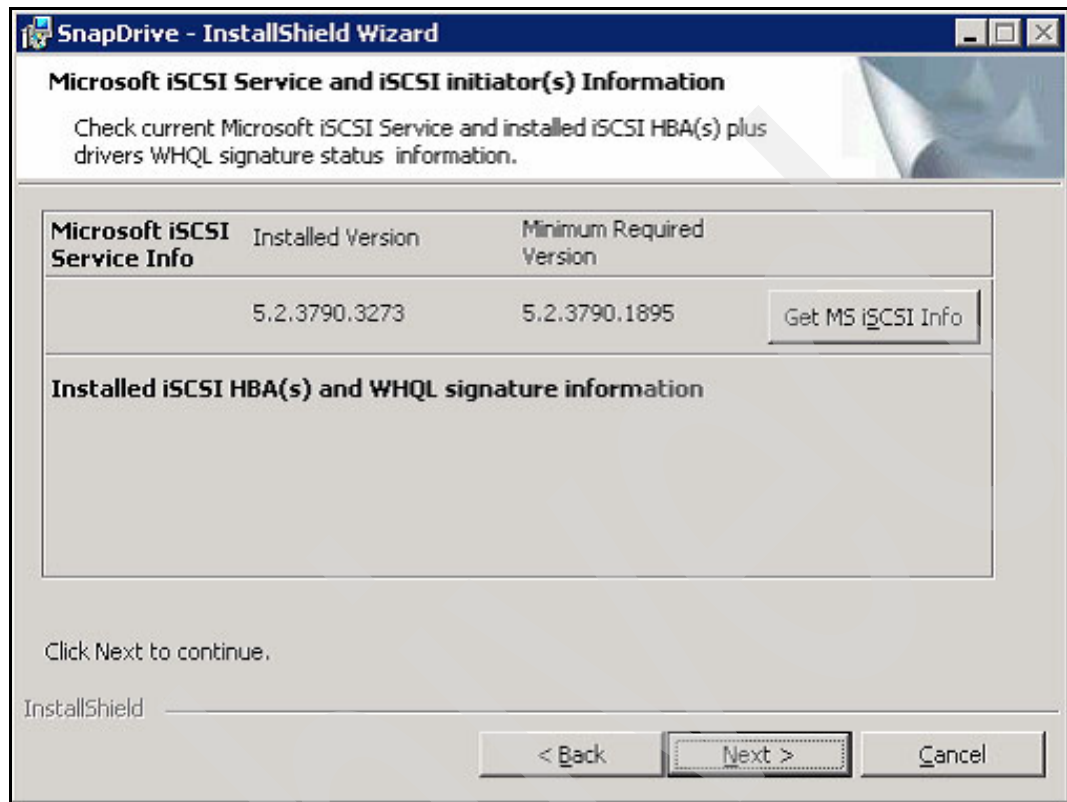 SnapDrive - InstallShield Wizard
Microsoft iSCSI Service and iSCSI initiator(s) Information
Check current Microsoft iSCSI Service and installed iSCSI HBA(s) plus
drivers WHQL signature status information.
Microsoft iSCSI
Service Info
Installed Version
Minimum Required
Version
5.2.3790.3273
5.2.3790.1895
Get MS iSCSI Info
Installed iSCSI HBA(s) and WHQL signature information
Click Next to continue.
InstallShield
< Back
Next >
Cancel